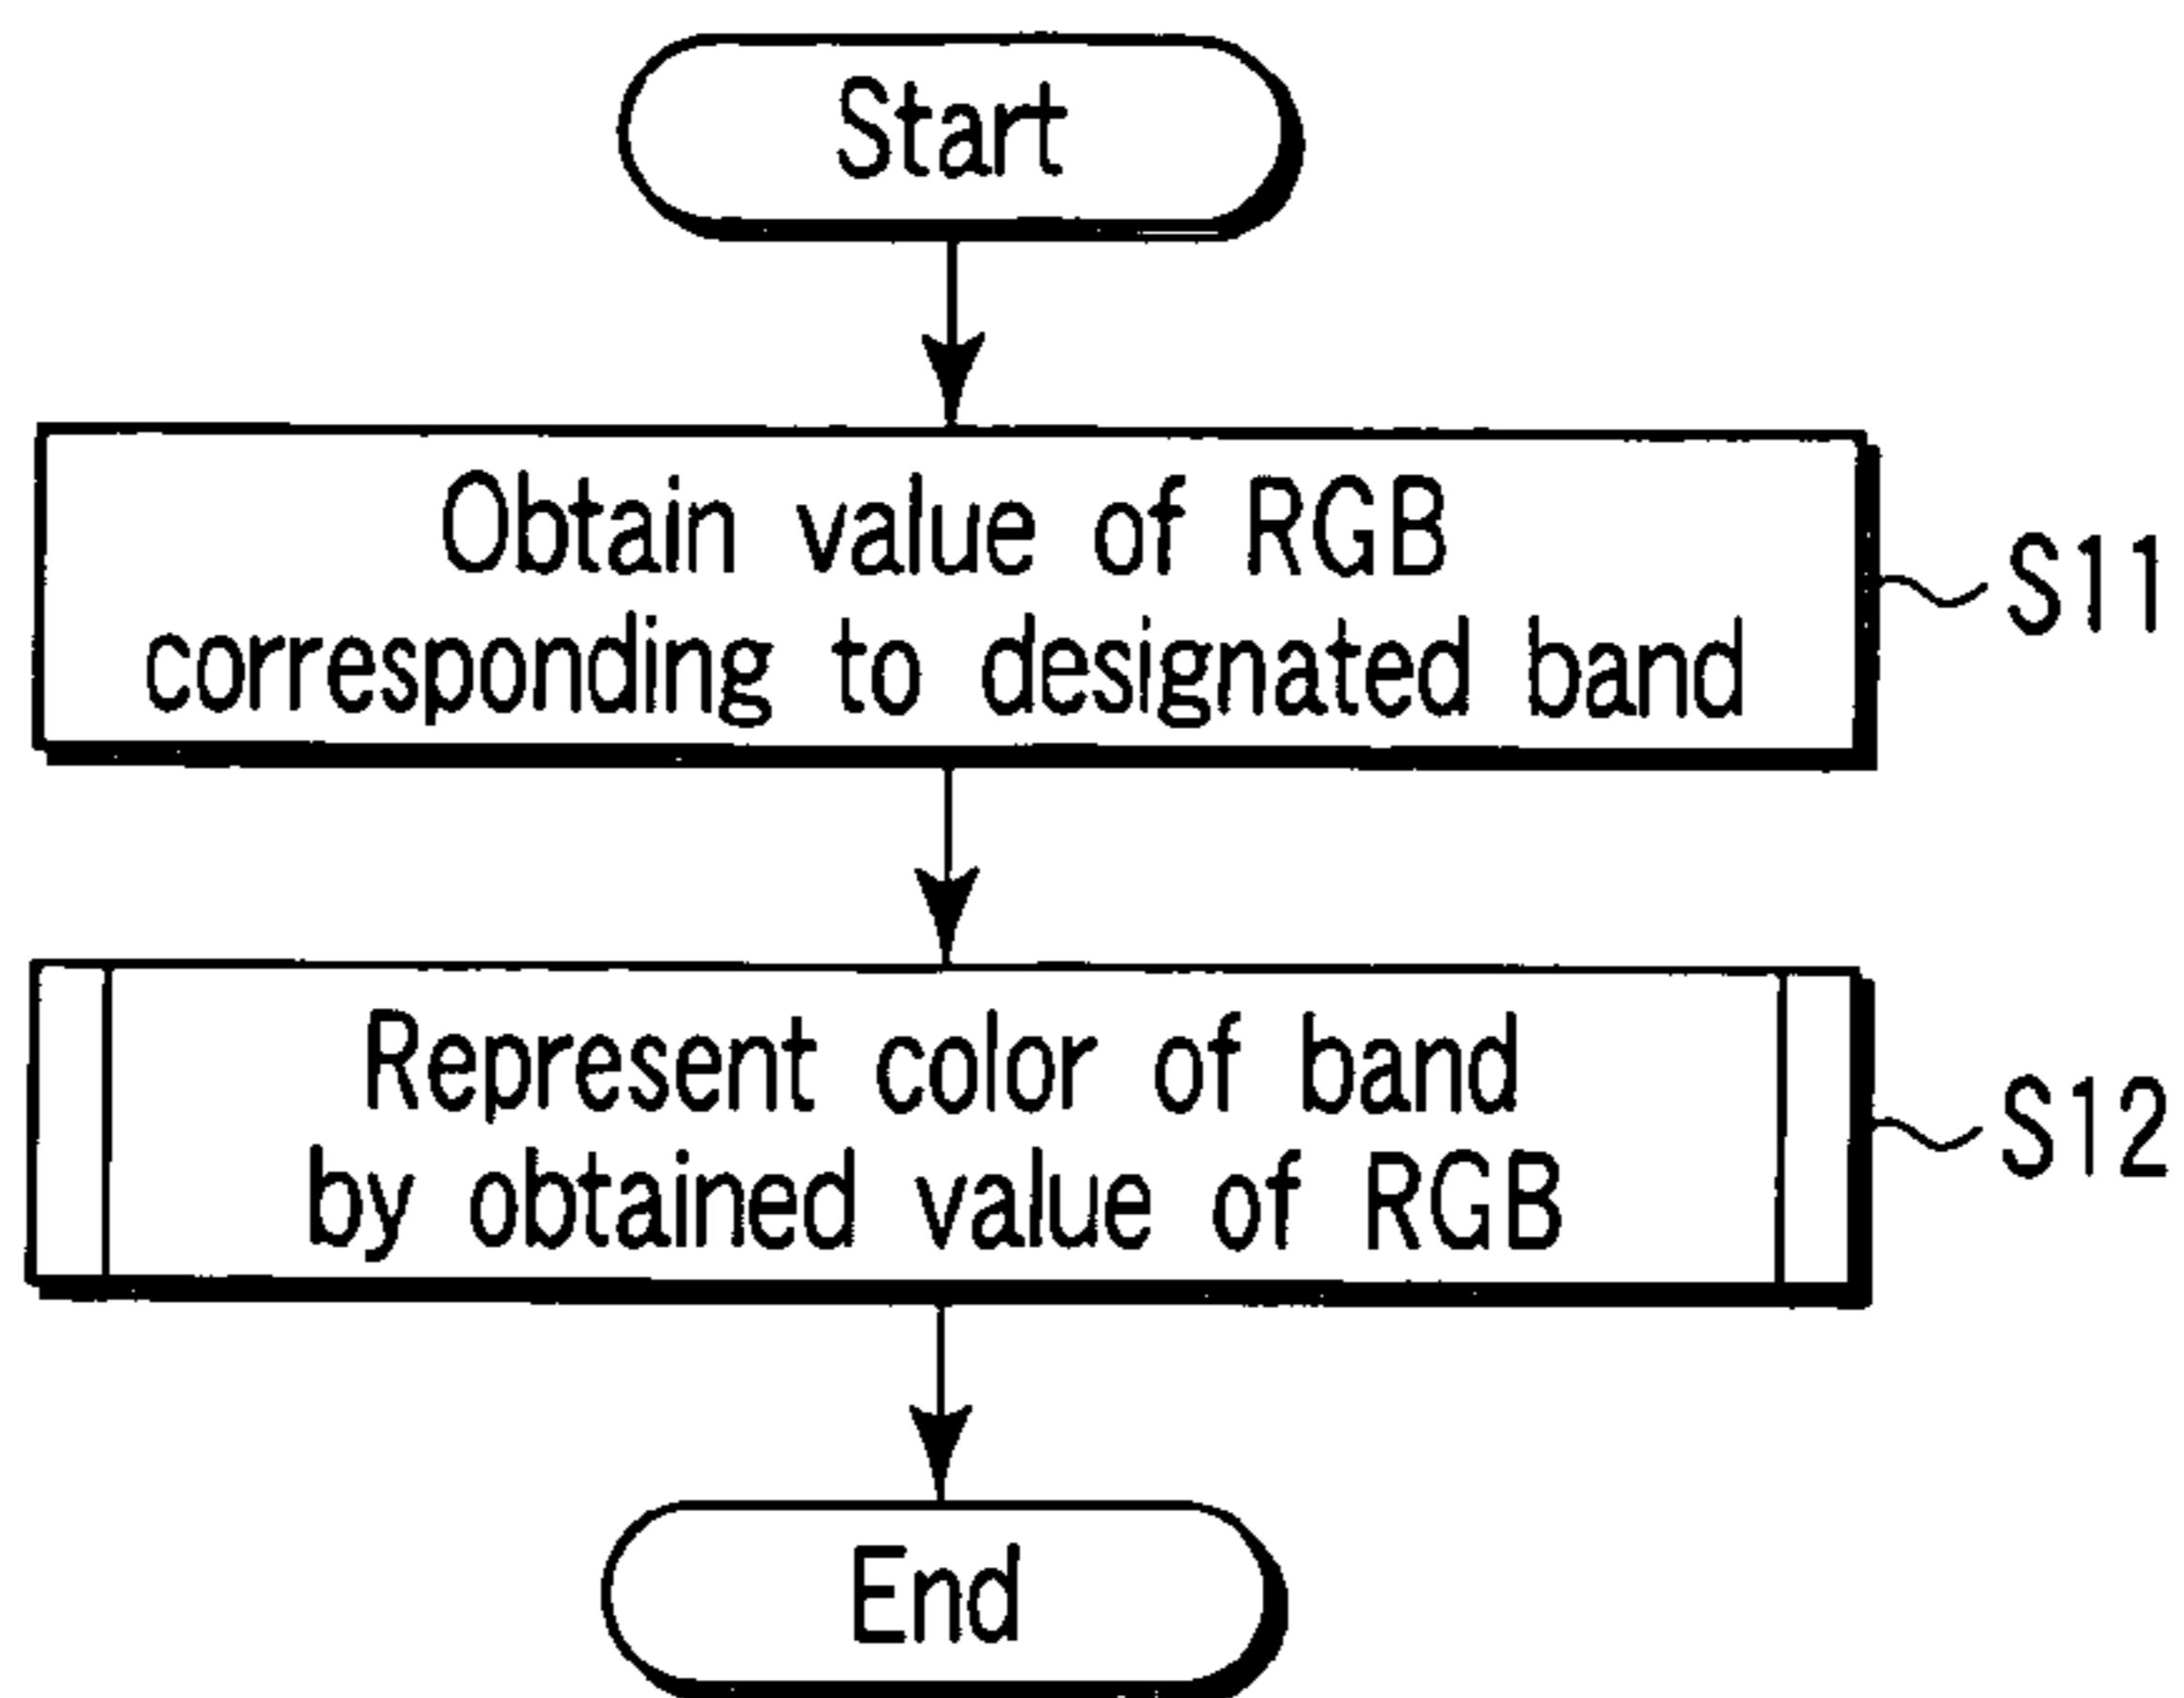 Start
Obtain value of RGB
corresponding to designated band
S11
Represent color of band
by obtained value of RGB
S12
End